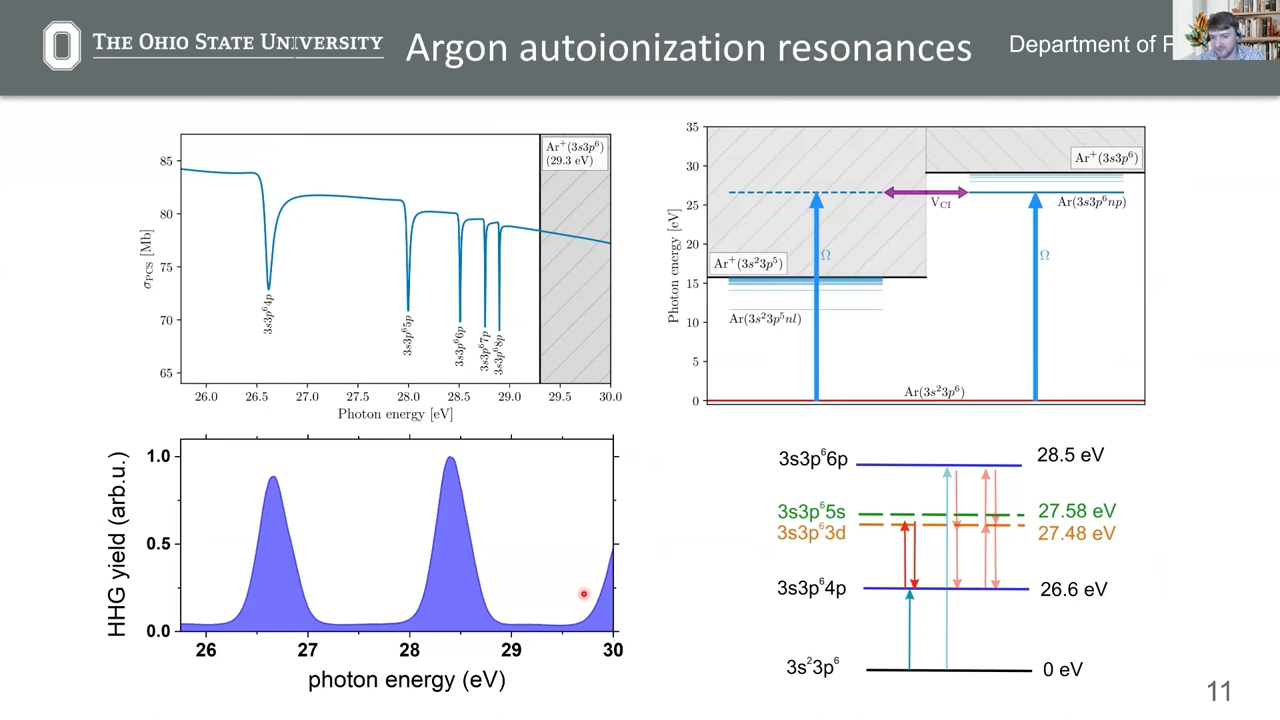 THE OHIO STATE UNIVERSITY
Argon autoionization resonances
Department of P
Ar⁺(3s3p⁶)
(29.3 eV)
85
80
75
70
65
σPCS [Mb]
3s3p⁶4p
3s3p⁶5p
3s3p⁶6p
3s3p⁶7p
3s3p⁶8p
26.0 26.5 27.0 27.5 28.0 28.5 29.0 29.5 30.0
Photon energy [eV]
35
30
25
20
15
10
5
0
Photon energy [eV]
Ar⁺(3s3p⁶)
VCI
Ar(3s3p⁶np)
Ω
Ω
Ar⁺(3s²3p⁵)
Ar(3s²3p⁵nl)
Ar(3s²3p⁶)
1.0
0.5
0.0
HHG yield (arb.u.)
26 27 28 29 30
photon energy (eV)
3s3p⁶6p 28.5 eV
3s3p⁶5s 27.58 eV
3s3p⁶3d 27.48 eV
3s3p⁶4p 26.6 eV
3s²3p⁶ 0 eV
11